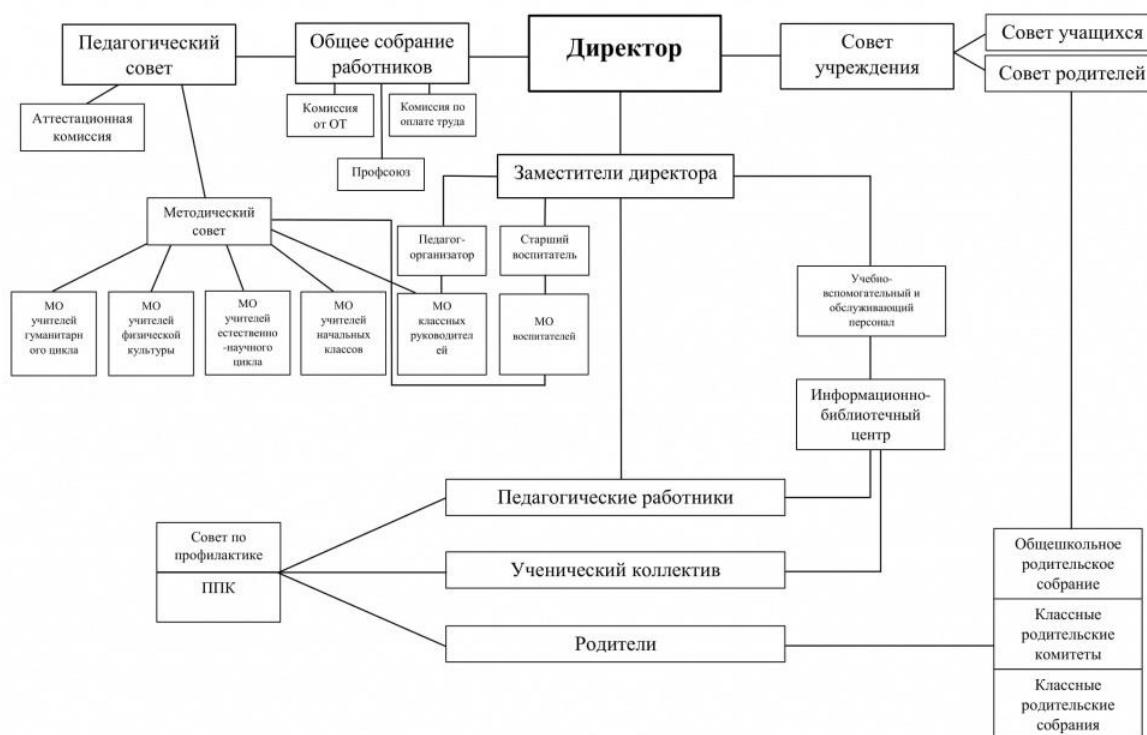 Педагогический
совет
Общее собрание
работников
Директор
Совет
учреждения
Совет учащихся
Совет родителей
Аттестационная
комиссия
Комиссия
от ОТ
Комиссия по
оплате труда
Профсоюз
Заместители директора
Методический
совет
Педагог-
организатор
Старший
воспитатель
Учебно-
вспомогательный и
обслуживающий
персонал
МО
учителей
гуманитарн
ого цикла
МО
учителей
физической
культуры
МО
учителей
естественно
-научного
цикла
МО
учителей
начальных
классов
МО
классных
руководител
ей
МО
воспитателей
Информационно-
библиотечный
центр
Педагогические работники
Совет по
профилактике
ППК
Ученический коллектив
Родители
Общешкольное
родительское
собрание
Классные
родительские
комитеты
Классные
родительские
собрания